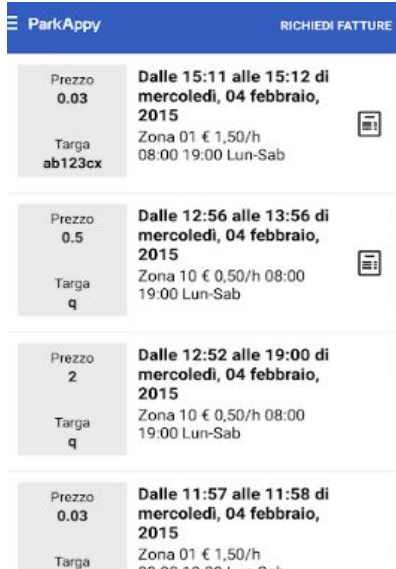 ParkAppy RICHIEDI FATTURE
Prezzo
0.03
Targa
ab123cx
Dalle 15:11 alle 15:12 di
mercoledì, 04 febbraio,
2015
Zona 01 € 1,50/h
08:00 19:00 Lun-Sab
Prezzo
0.5
Targa
q
Dalle 12:56 alle 13:56 di
mercoledì, 04 febbraio,
2015
Zona 10 € 0,50/h 08:00
19:00 Lun-Sab
Prezzo
2
Targa
q
Dalle 12:52 alle 19:00 di
mercoledì, 04 febbraio,
2015
Zona 10 € 0,50/h 08:00
19:00 Lun-Sab
Prezzo
0.03
Targa
Dalle 11:57 alle 11:58 di
mercoledì, 04 febbraio,
2015
Zona 01 € 1,50/h